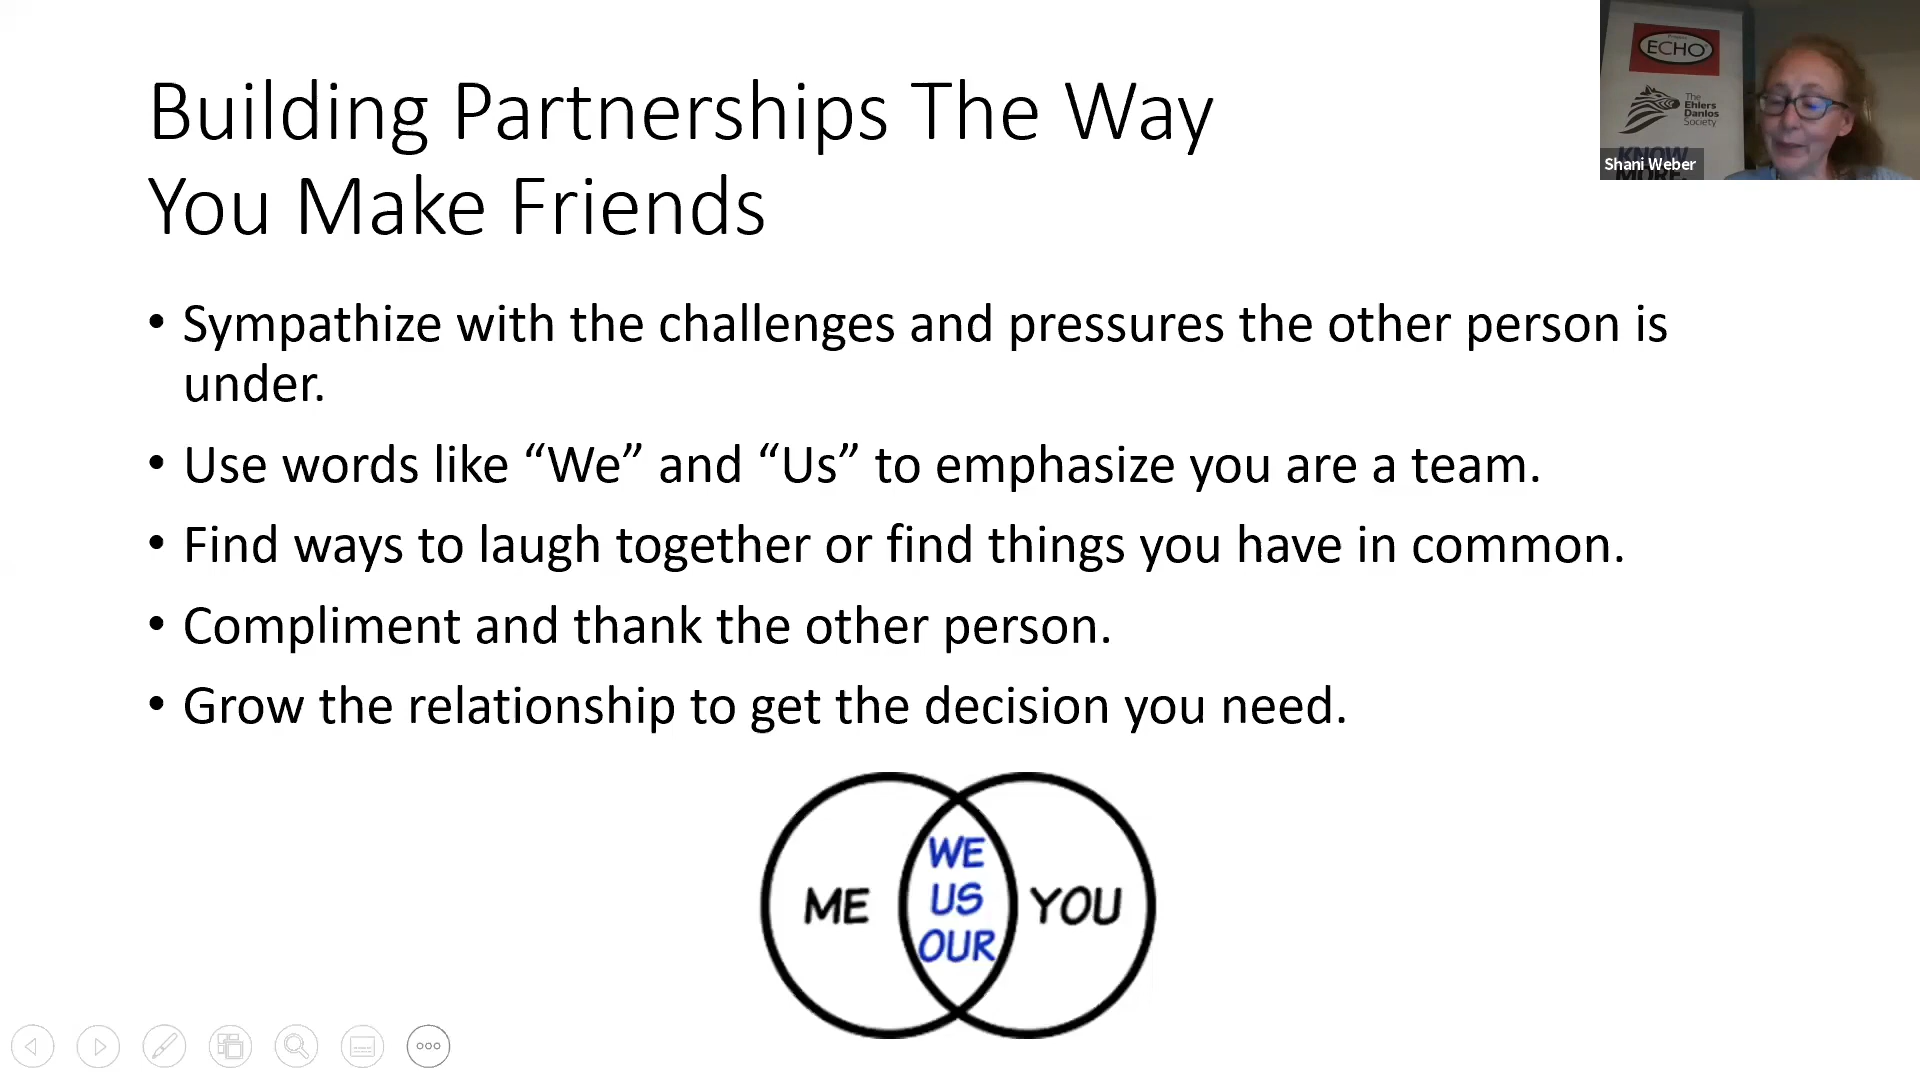 Building Partnerships The Way
You Make Friends
• Sympathize with the challenges and pressures the other person is
under.
• Use words like “We” and “Us” to emphasize you are a team.
• Find ways to laugh together or find things you have in common.
• Compliment and thank the other person.
• Grow the relationship to get the decision you need.
ME
WE
US
OUR
YOU
ECHO
The
Ehlers
Danlos
Society
KNOW
MORE.
Shani Weber